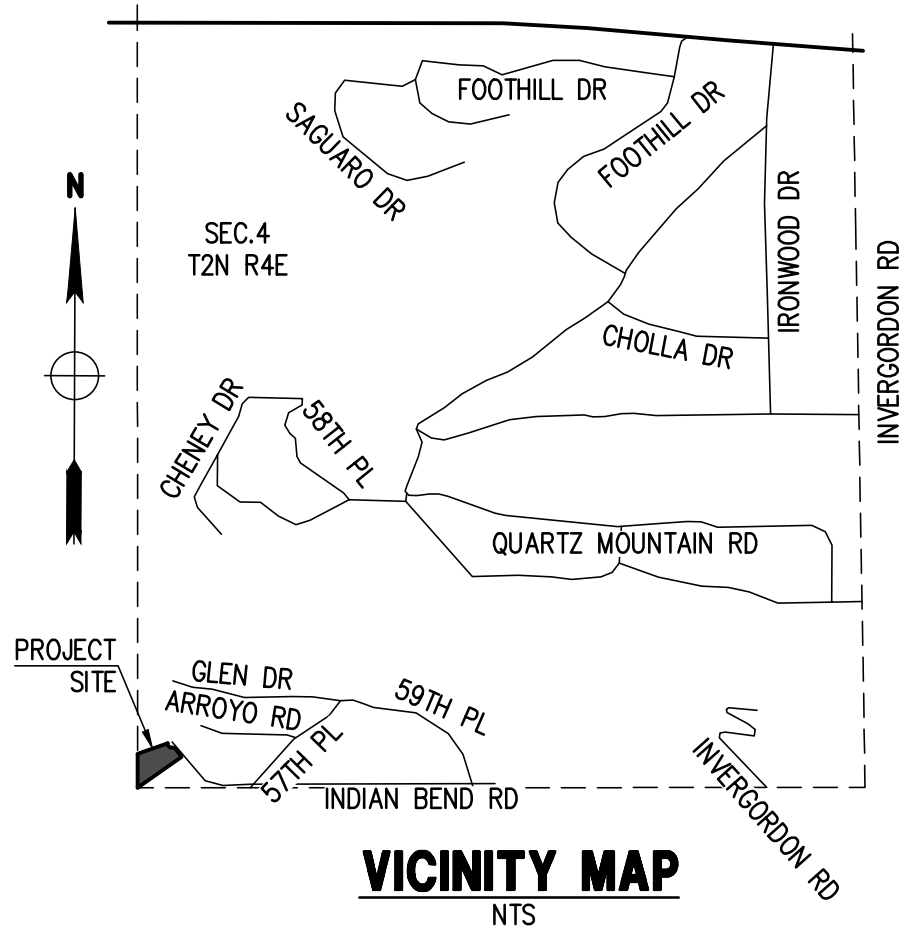 FOOTHILL DR
SAGUARO DR
FOOTHILL DR
N
SEC.4
T2N R4E
IRONWOOD DR
INVERGORDON RD
CHOLLA DR
CHENEY DR
58TH PL
QUARTZ MOUNTAIN RD
PROJECT
SITE
GLEN DR
ARROYO RD
59TH PL
57TH PL
INDIAN BEND RD
INVERGORDON RD
VICINITY MAP
NTS